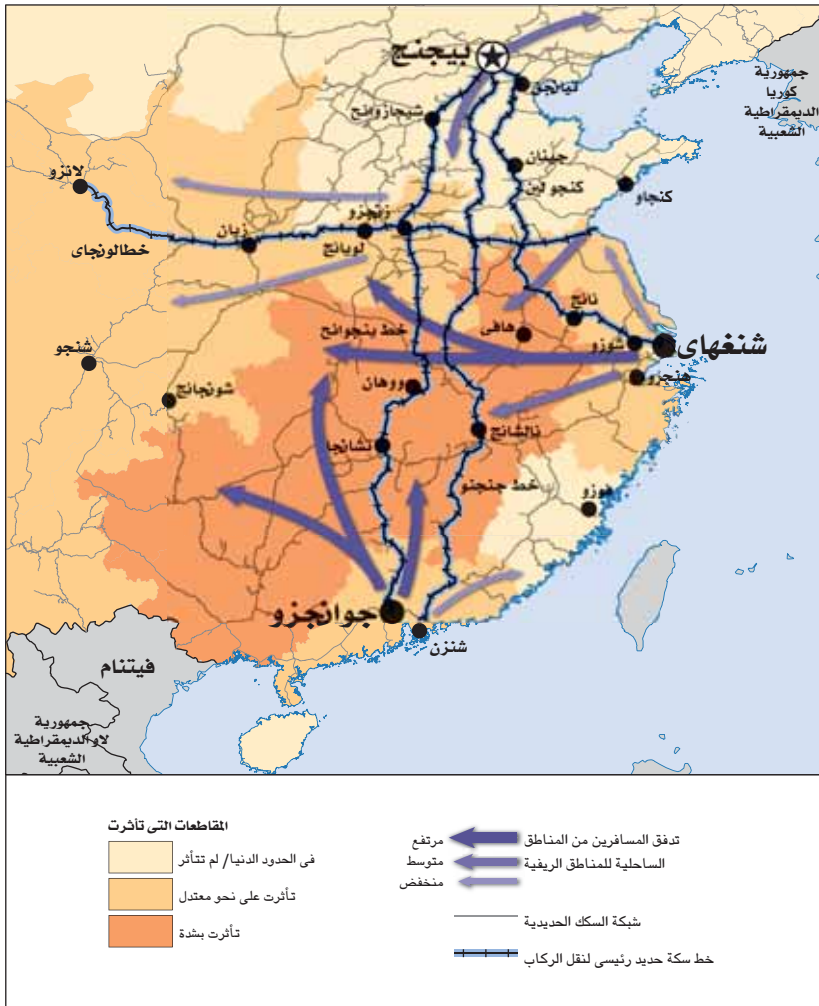 بيجنج
تيانجن
جمهورية
كوريا
الديمقراطية
الشعبية
شيجازوانج
جينان
كنجو لين
كنجاو
لانزو
زنجزو
لويانج
زيان
خطالونجاى
نانج
هافى
شوزو
شنغهاى
هنجزو
خط بنجوانح
شنجو
شونجانج
ووهان
نالشانج
تشانجا
خط جنجنو
فوزو
جوانجزو
شنزن
فيتنام
جمهورية
لاو الديمقراطية
الشعبية
المقاطعات التى تأثرت
فى الحدود الدنيا/ لم تتأثر
تأثرت على نحو معتدل
تأثرت بشدة
تدفق المسافرين من المناطق
الساحلية للمناطق الريفية
مرتفع
متوسط
منخفض
شبكة السكك الحديدية
خط سكة حديد رئيسى لنقل الركاب